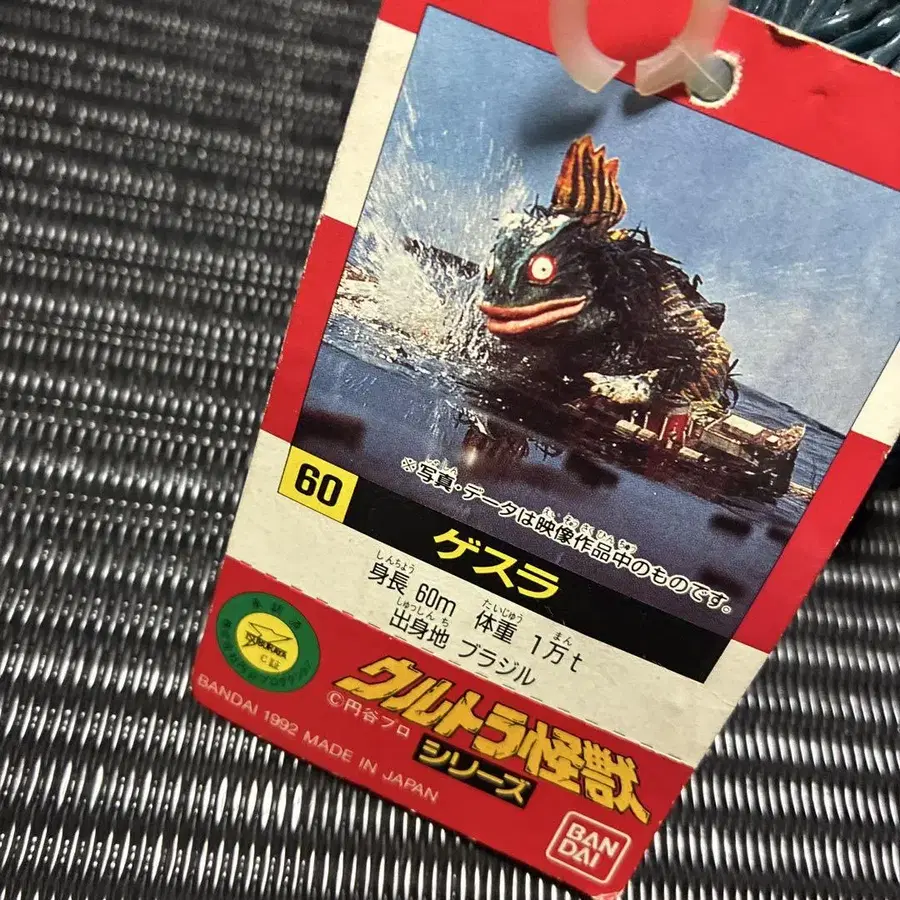 ※写真・データは映像作品中のものです。
60
ゲスラ
身長 60m 体重 1万t
出身地 ブラジル
TSUBURAYA
ウルトラ怪獣
シリーズ
©円谷プロ
BANDAI 1992 MADE IN JAPAN
BAN
DAI